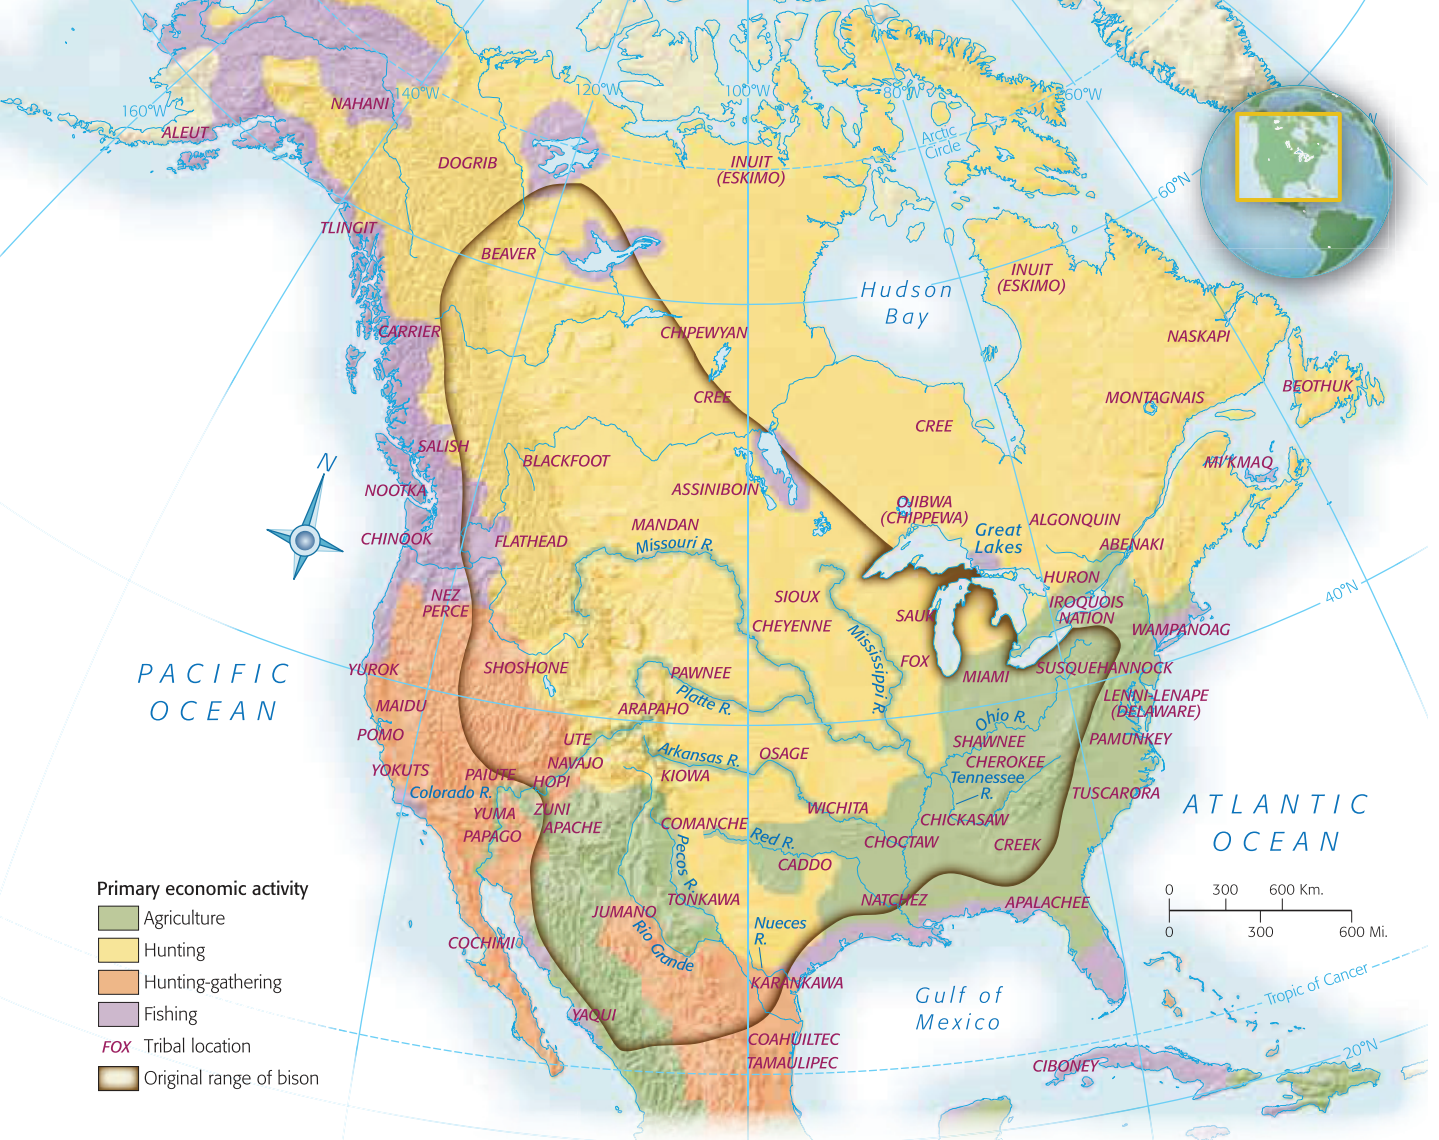 160°W
140°W
120°W
100°W
80°W
60°W
NAHANI
ALEUT
DOGRIB
INUIT
(ESKIMO)
Arctic
Circle
60°N
TLINGIT
BEAVER
INUIT
(ESKIMO)
Hudson
Bay
CARRIER
CHIPEWYAN
NASKAPI
CREE
MONTAGNAIS
BEOTHUK
CREE
SALISH
BLACKFOOT
MI'KMAQ
N
NOOTKA
ASSINIBOIN
OJIBWA
(CHIPPEWA)
ALGONQUIN
MANDAN
Missouri R.
Great
Lakes
CHINOOK
FLATHEAD
ABENAKI
HURON
NEZ
PERCE
SIOUX
SAUK
IROQUOIS
NATION
40°N
CHEYENNE
WAMPANOAG
Mississippi R.
PACIFIC
OCEAN
YUROK
SHOSHONE
PAWNEE
FOX
MIAMI
SUSQUEHANNOCK
Platte R.
LENNI-LENAPE
(DELAWARE)
MAIDU
ARAPAHO
Ohio R.
POMO
UTE
SHAWNEE
PAMUNKEY
Arkansas R.
OSAGE
CHEROKEE
YOKUTS
PAIUTE
NAVAJO
HOPI
KIOWA
Tennessee
R.
Colorado R.
TUSCARORA
ATLANTIC
OCEAN
YUMA
ZUNI
WICHITA
PAPAGO
APACHE
COMANCHE
CHICKASAW
Red R.
CHOCTAW
CREEK
Pecos R.
CADDO
TONKAWA
NATCHEZ
APALACHEE
JUMANO
Rio Grande
Nueces
R.
COCHIMI
KARANKAWA
YAQUI
Gulf of
Mexico
COAHUILTEC
TAMAULIPEC
CIBONEY
Tropic of Cancer
20°N
0 300 600 Km.
0 300 600 Mi.
Primary economic activity
Agriculture
Hunting
Hunting-gathering
Fishing
FOX Tribal location
Original range of bison